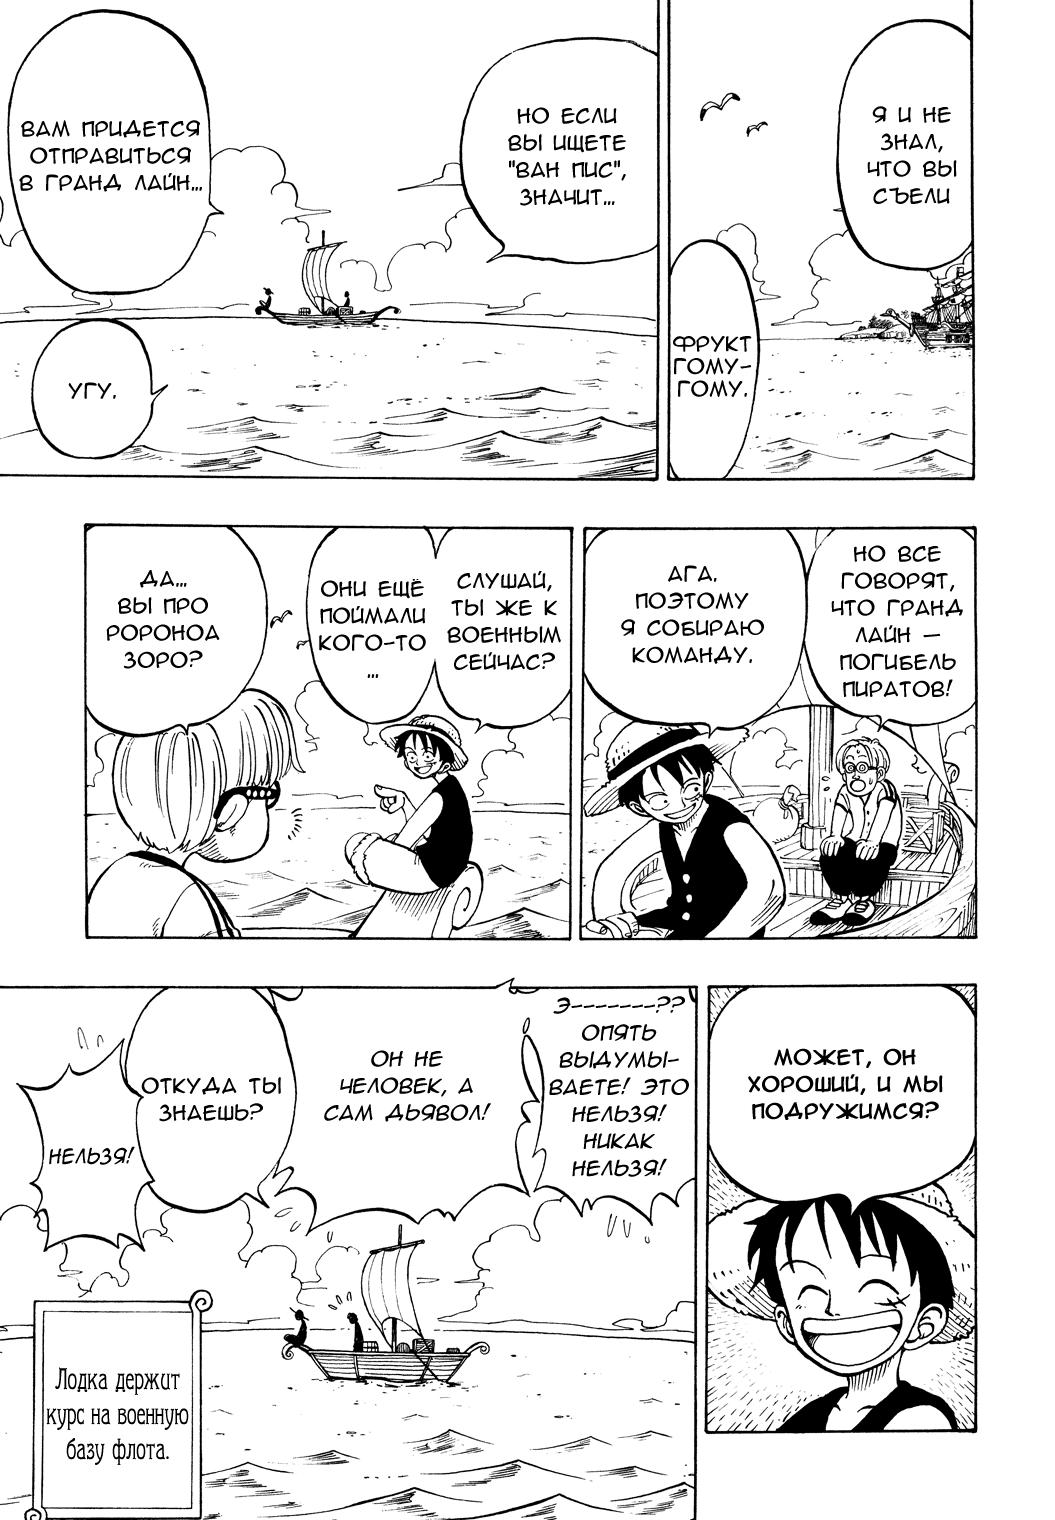 Я И НЕ
ЗНАЛ,
ЧТО ВЫ
СЪЕЛИ
ФРУКТ
ГОМУ-
ГОМУ.
НО ЕСЛИ
ВЫ ИЩЕТЕ
"ВАН ПИС",
ЗНАЧИТ...
ВАМ ПРИДЕТСЯ
ОТПРАВИТЬСЯ
В ГРАНД ЛАЙН...
УГУ.
НО ВСЕ
ГОВОРЯТ,
ЧТО ГРАНД
ЛАЙН –
ПОГИБЕЛЬ
ПИРАТОВ!
АГА.
ПОЭТОМУ
Я СОБИРАЮ
КОМАНДУ.
СЛУШАЙ,
ТЫ ЖЕ К
ВОЕННЫМ
СЕЙЧАС?
ОНИ ЕЩЁ
ПОЙМАЛИ
КОГО-ТО
...
ДА...
ВЫ ПРО
РОРОНОА
ЗОРО?
МОЖЕТ, ОН
ХОРОШИЙ, И МЫ
ПОДРУЖИМСЯ?
Э-------??
ОПЯТЬ
ВЫДУМЫ-
ВАЕТЕ! ЭТО
НЕЛЬЗЯ!
НИКАК
НЕЛЬЗЯ!
ОН НЕ
ЧЕЛОВЕК, А
САМ ДЬЯВОЛ!
ОТКУДА ТЫ
ЗНАЕШЬ?
НЕЛЬЗЯ!
Лодка держит
курс на военную
базу флота.